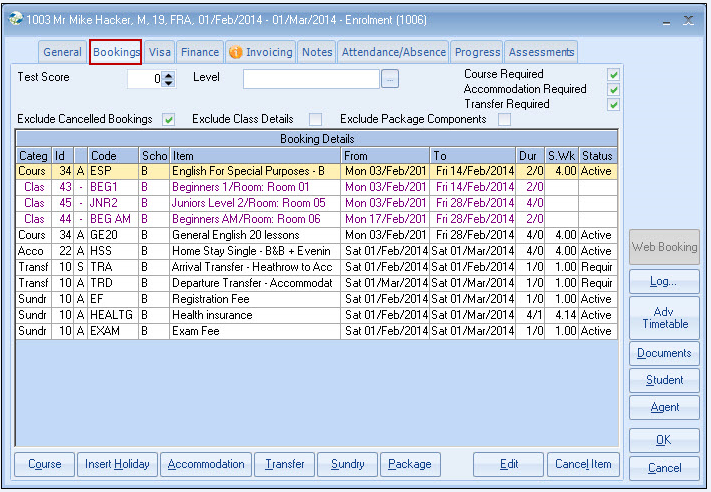 1003 Mr Mike Hacker, M, 19, FRA, 01/Feb/2014 - 01/Mar/2014 - Enrolment (1006)
General Bookings Visa Finance Invoicing Notes Attendance/Absence Progress Assessments
Test Score 0 Level ... Course Required
Accommodation Required
Transfer Required
Exclude Cancelled Bookings Exclude Class Details Exclude Package Components
Booking Details
Categ Id Code Scho Item From To Dur S.Wk Status
Cours 34 A ESP B English For Special Purposes - B Mon 03/Feb/201 Fri 14/Feb/2014 2/0 4.00 Active
Clas 43 - BEG1 B Beginners 1/Room: Room 01 Mon 03/Feb/201 Fri 14/Feb/2014 2/0
Clas 45 - JNR2 B Juniors Level 2/Room: Room 05 Mon 03/Feb/201 Fri 28/Feb/2014 4/0
Clas 44 - BEG AM B Beginners AM/Room: Room 06 Mon 17/Feb/201 Fri 28/Feb/2014 2/0
Cours 34 A GE20 B General English 20 lessons Mon 03/Feb/201 Fri 28/Feb/2014 4/0 4.00 Active
Acco 22 A HSS B Home Stay Single - B&B + Evenin Sat 01/Feb/2014 Sat 01/Mar/2014 4/0 4.00 Active
Transf 10 S TRA B Arrival Transfer - Heathrow to Acc Sat 01/Feb/2014 Sat 01/Feb/2014 1/0 1.00 Requir
Transf 10 A TRD B Departure Transfer - Accommodat Sat 01/Mar/2014 Sat 01/Mar/2014 1/0 1.00 Requir
Sundr 10 A EF B Registration Fee Sat 01/Feb/2014 Sat 01/Mar/2014 1/0 1.00 Active
Sundr 10 A HEALTG B Health insurance Sat 01/Feb/2014 Sat 01/Mar/2014 4/1 4.14 Active
Sundr 10 A EXAM B Exam Fee Sat 01/Feb/2014 Sat 01/Mar/2014 1/0 1.00 Active
Web Booking
Log...
Adv
Timetable
Documents
Student
Agent
OK
Cancel
Course Insert Holiday Accommodation Transfer Sundry Package Edit Cancel Item